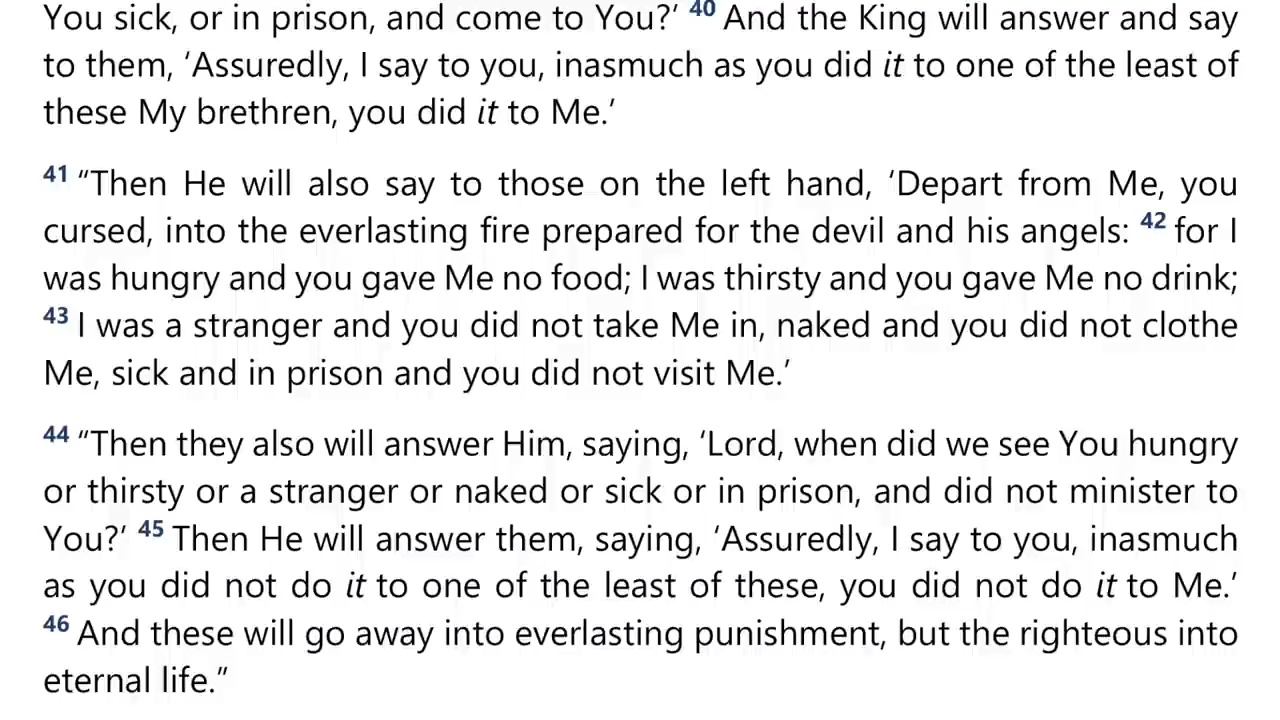 You sick, or in prison, and come to You?’ 40 And the King will answer and say
to them, ‘Assuredly, I say to you, inasmuch as you did it to one of the least of
these My brethren, you did it to Me.’
41 “Then He will also say to those on the left hand, ‘Depart from Me, you
cursed, into the everlasting fire prepared for the devil and his angels: 42 for I
was hungry and you gave Me no food; I was thirsty and you gave Me no drink;
43 I was a stranger and you did not take Me in, naked and you did not clothe
Me, sick and in prison and you did not visit Me.’
44 “Then they also will answer Him, saying, ‘Lord, when did we see You hungry
or thirsty or a stranger or naked or sick or in prison, and did not minister to
You?’ 45 Then He will answer them, saying, ‘Assuredly, I say to you, inasmuch
as you did not do it to one of the least of these, you did not do it to Me.’
46 And these will go away into everlasting punishment, but the righteous into
eternal life.”